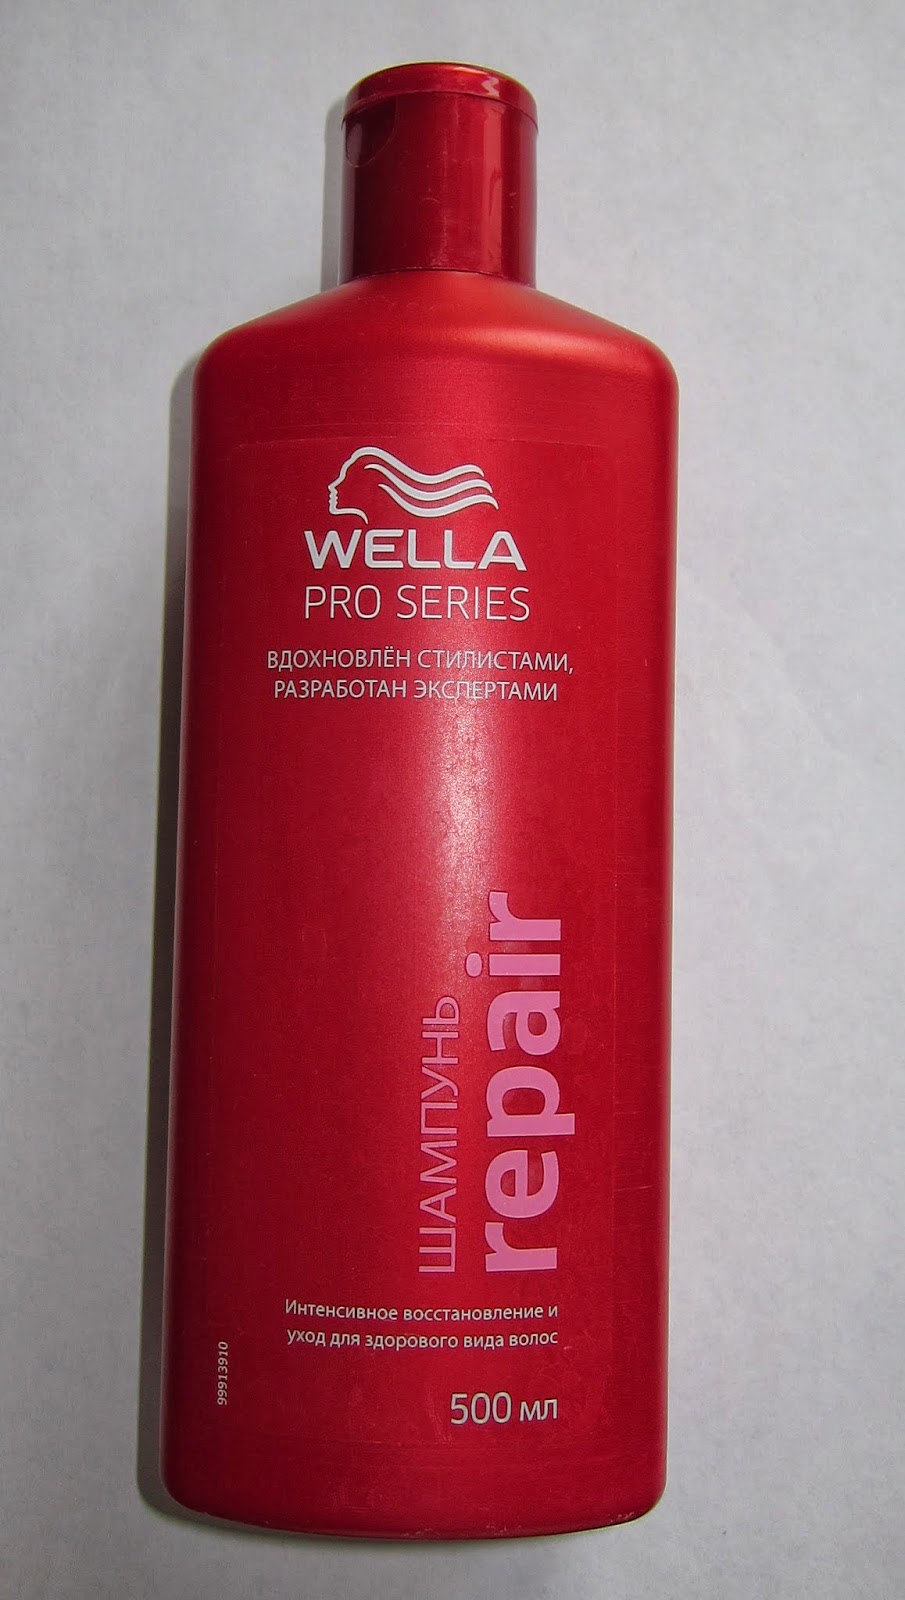 WELLA
PRO SERIES
ВДОХНОВЛЁН СТИЛИСТАМИ,
РАЗРАБОТАН ЭКСПЕРТАМИ
ШАМПУНЬ
repair
Интенсивное восстановление и
уход для здорового вида волос
99913910
500 мл